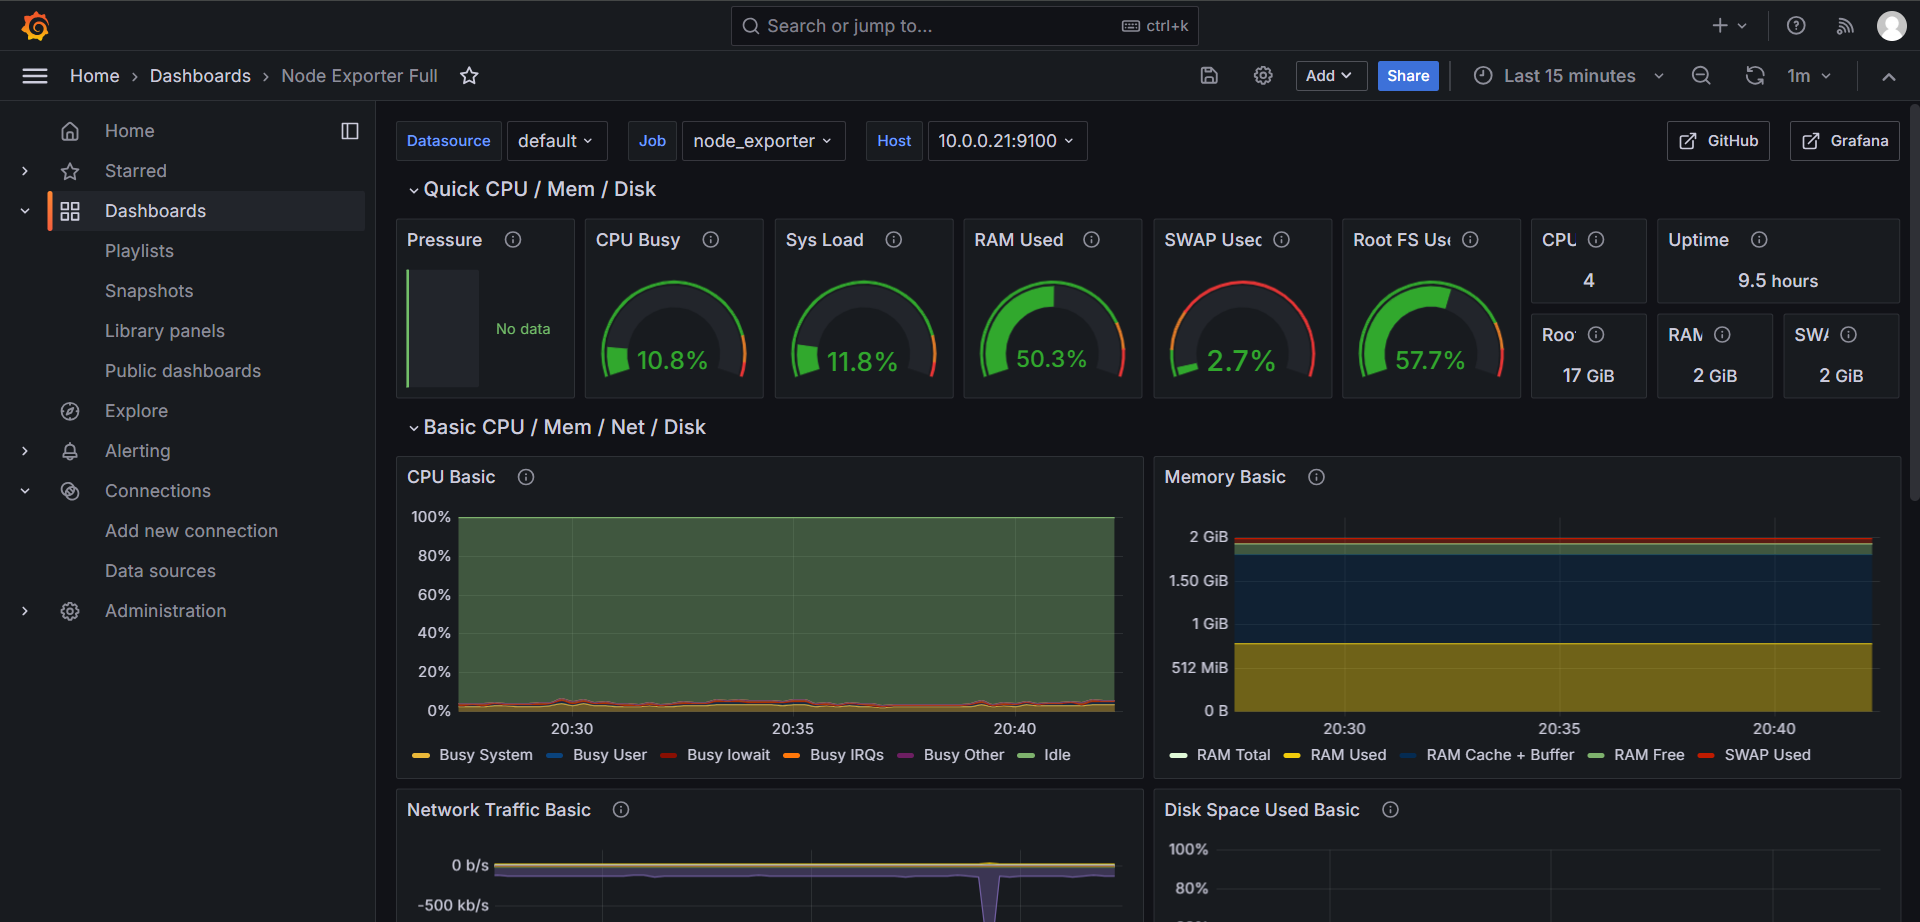 Search or jump to...
ctrl+k
Home › Dashboards › Node Exporter Full
Add
Share
Last 15 minutes
1m
Home
Starred
Dashboards
Playlists
Snapshots
Library panels
Public dashboards
Explore
Alerting
Connections
Add new connection
Data sources
Administration
Datasource default Job node_exporter Host 10.0.0.21:9100
GitHub
Grafana
Quick CPU / Mem / Disk
Pressure
No data
CPU Busy
10.8%
Sys Load
11.8%
RAM Used
50.3%
SWAP Used
2.7%
Root FS Use
57.7%
CPU
4
Uptime
9.5 hours
Roo
17 GiB
RAM
2 GiB
SWA
2 GiB
Basic CPU / Mem / Net / Disk
CPU Basic
100%
80%
60%
40%
20%
0%
20:30 20:35 20:40
Busy System Busy User Busy Iowait Busy IRQs Busy Other Idle
Memory Basic
2 GiB
1.50 GiB
1 GiB
512 MiB
0 B
20:30 20:35 20:40
RAM Total RAM Used RAM Cache + Buffer RAM Free SWAP Used
Network Traffic Basic
0 b/s
-500 kb/s
Disk Space Used Basic
100%
80%